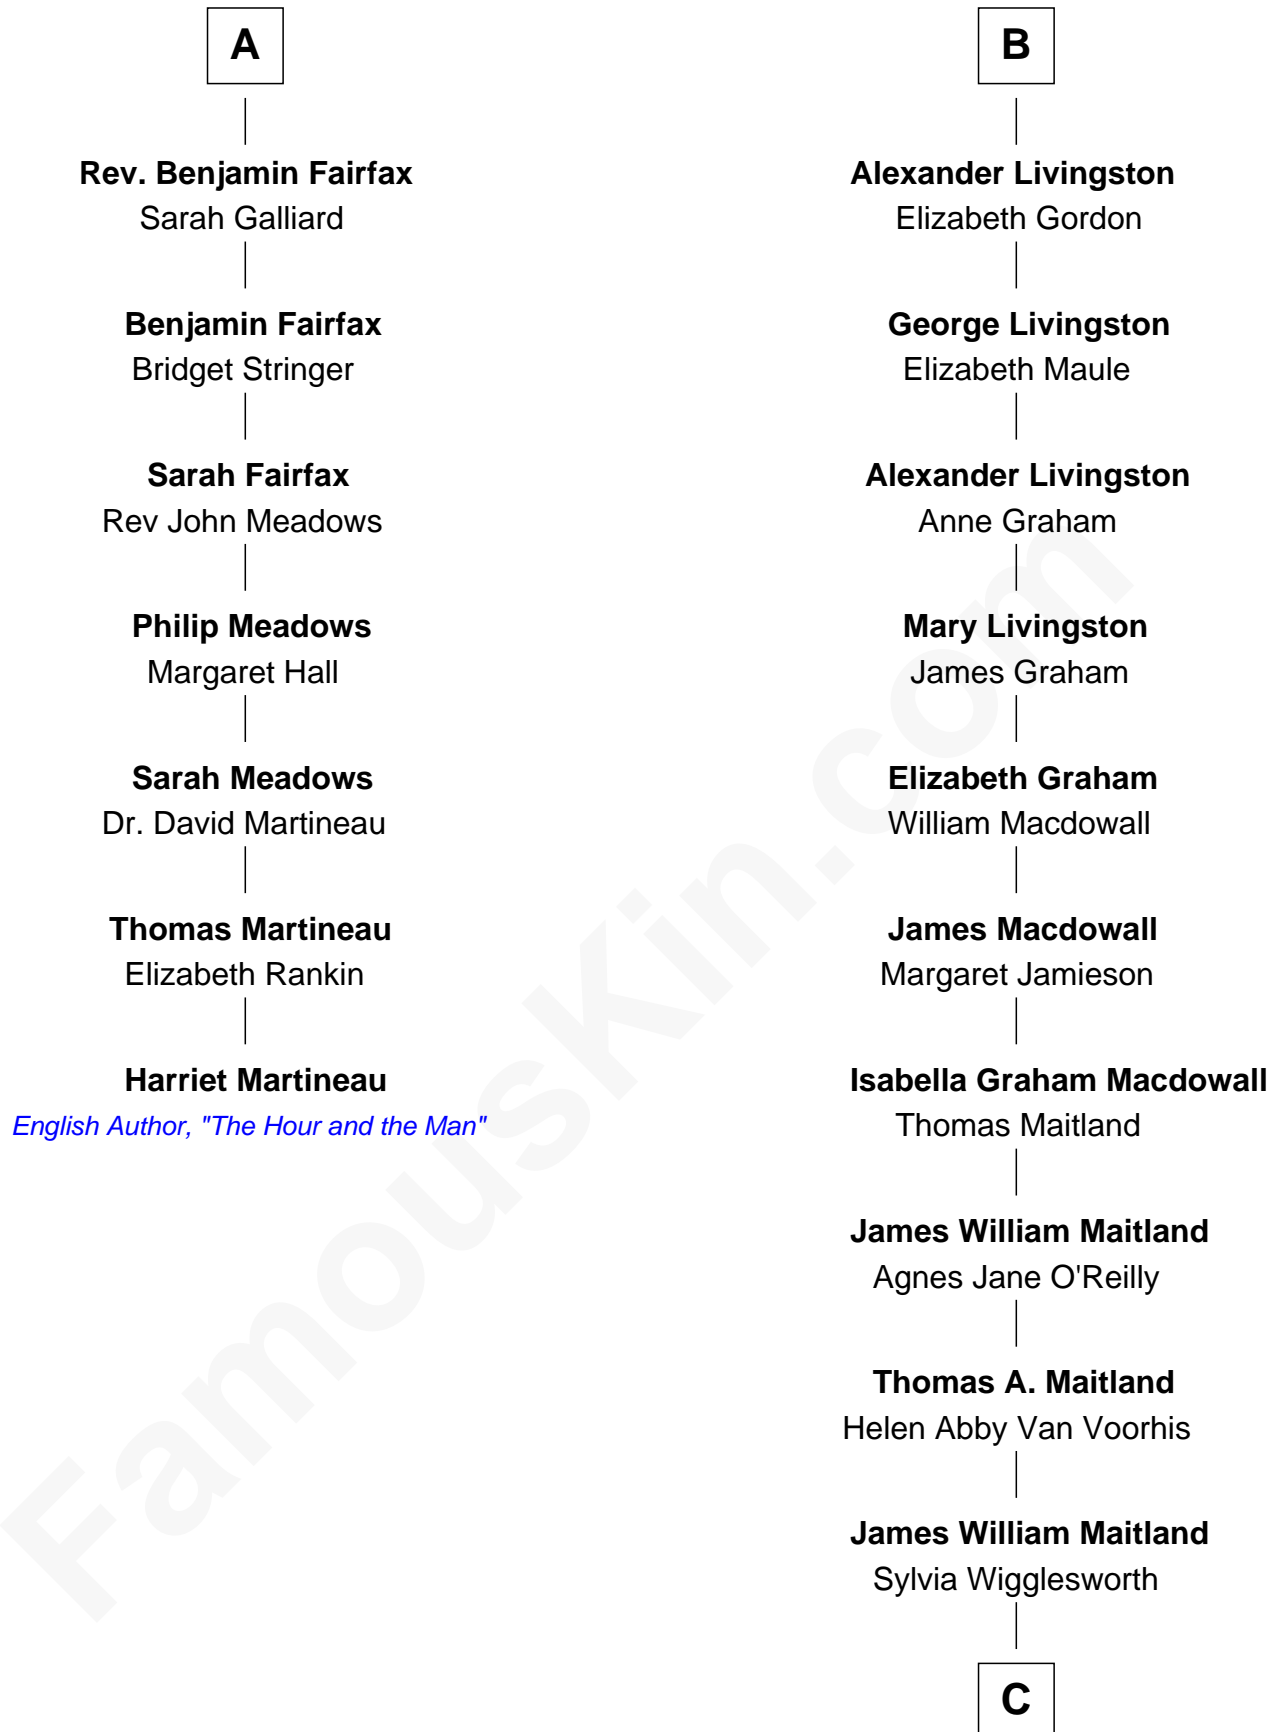 A
Rev. Benjamin Fairfax
Sarah Galliard
Benjamin Fairfax
Bridget Stringer
Sarah Fairfax
Rev John Meadows
Philip Meadows
Margaret Hall
Sarah Meadows
Dr. David Martineau
Thomas Martineau
Elizabeth Rankin
Harriet Martineau
English Author, "The Hour and the Man"
B
Alexander Livingston
Elizabeth Gordon
George Livingston
Elizabeth Maule
Alexander Livingston
Anne Graham
Mary Livingston
James Graham
Elizabeth Graham
William Macdowall
James Macdowall
Margaret Jamieson
Isabella Graham Macdowall
Thomas Maitland
James William Maitland
Agnes Jane O'Reilly
Thomas A. Maitland
Helen Abby Van Voorhis
James William Maitland
Sylvia Wigglesworth
C
FamousKin.com